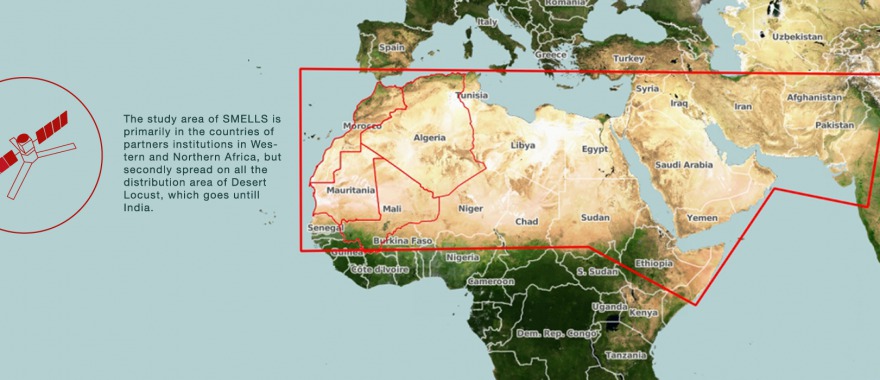 The study area of SMELLS is
primarily in the countries of
partners institutions in Wes-
tern and Northern Africa, but
secondly spread on all the
distribution area of Desert
Locust, which goes untill
India.
Romania
Italy
Uzbekistan
Spain
Greece
Turkey
Tunisia
Syria
Iraq
Iran
Afghanistan
Morocco
Algeria
Pakistan
Libya
Egypt
Saudi Arabia
Mauritania
Mali
Niger
Chad
Sudan
Yemen
Senegal
Burkina Faso
Guinea
Nigeria
Ethiopia
Côte d'Ivoire
S. Sudan
Cameroon
Uganda
Kenya
Dem. Rep. Congo
Tanzania